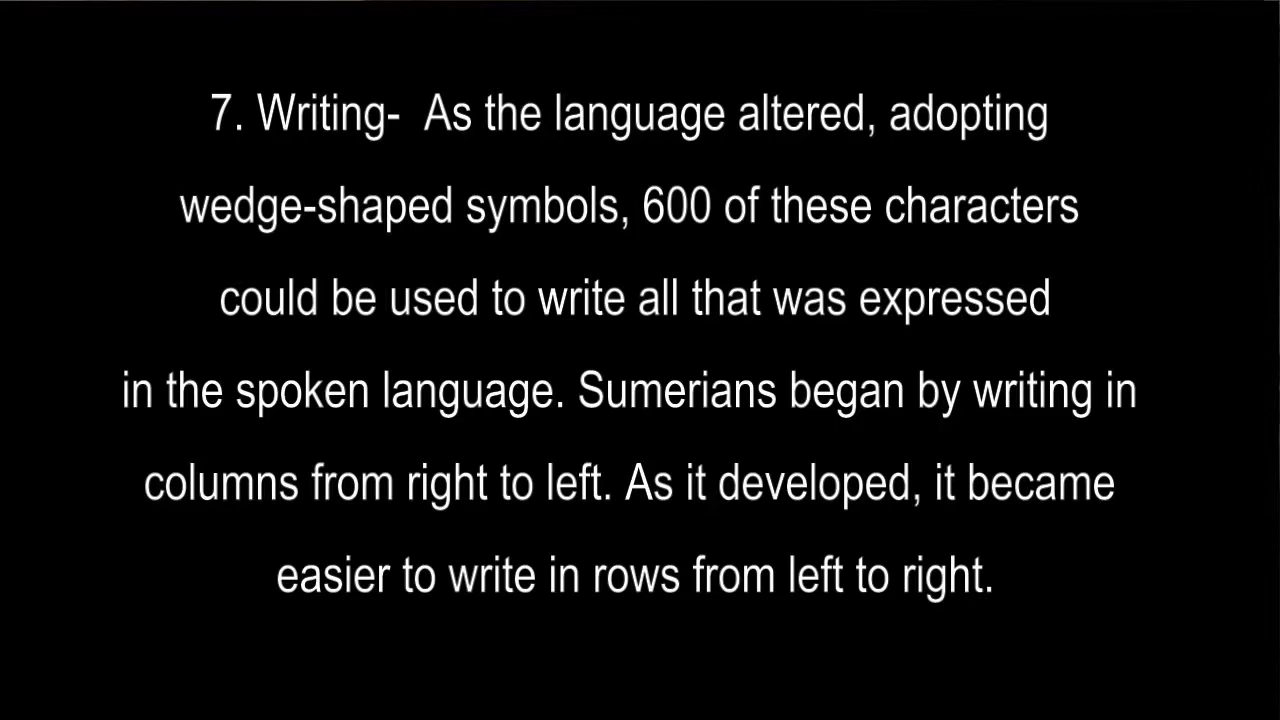 7. Writing-  As the language altered, adopting
wedge-shaped symbols, 600 of these characters
could be used to write all that was expressed
in the spoken language. Sumerians began by writing in
columns from right to left. As it developed, it became
easier to write in rows from left to right.